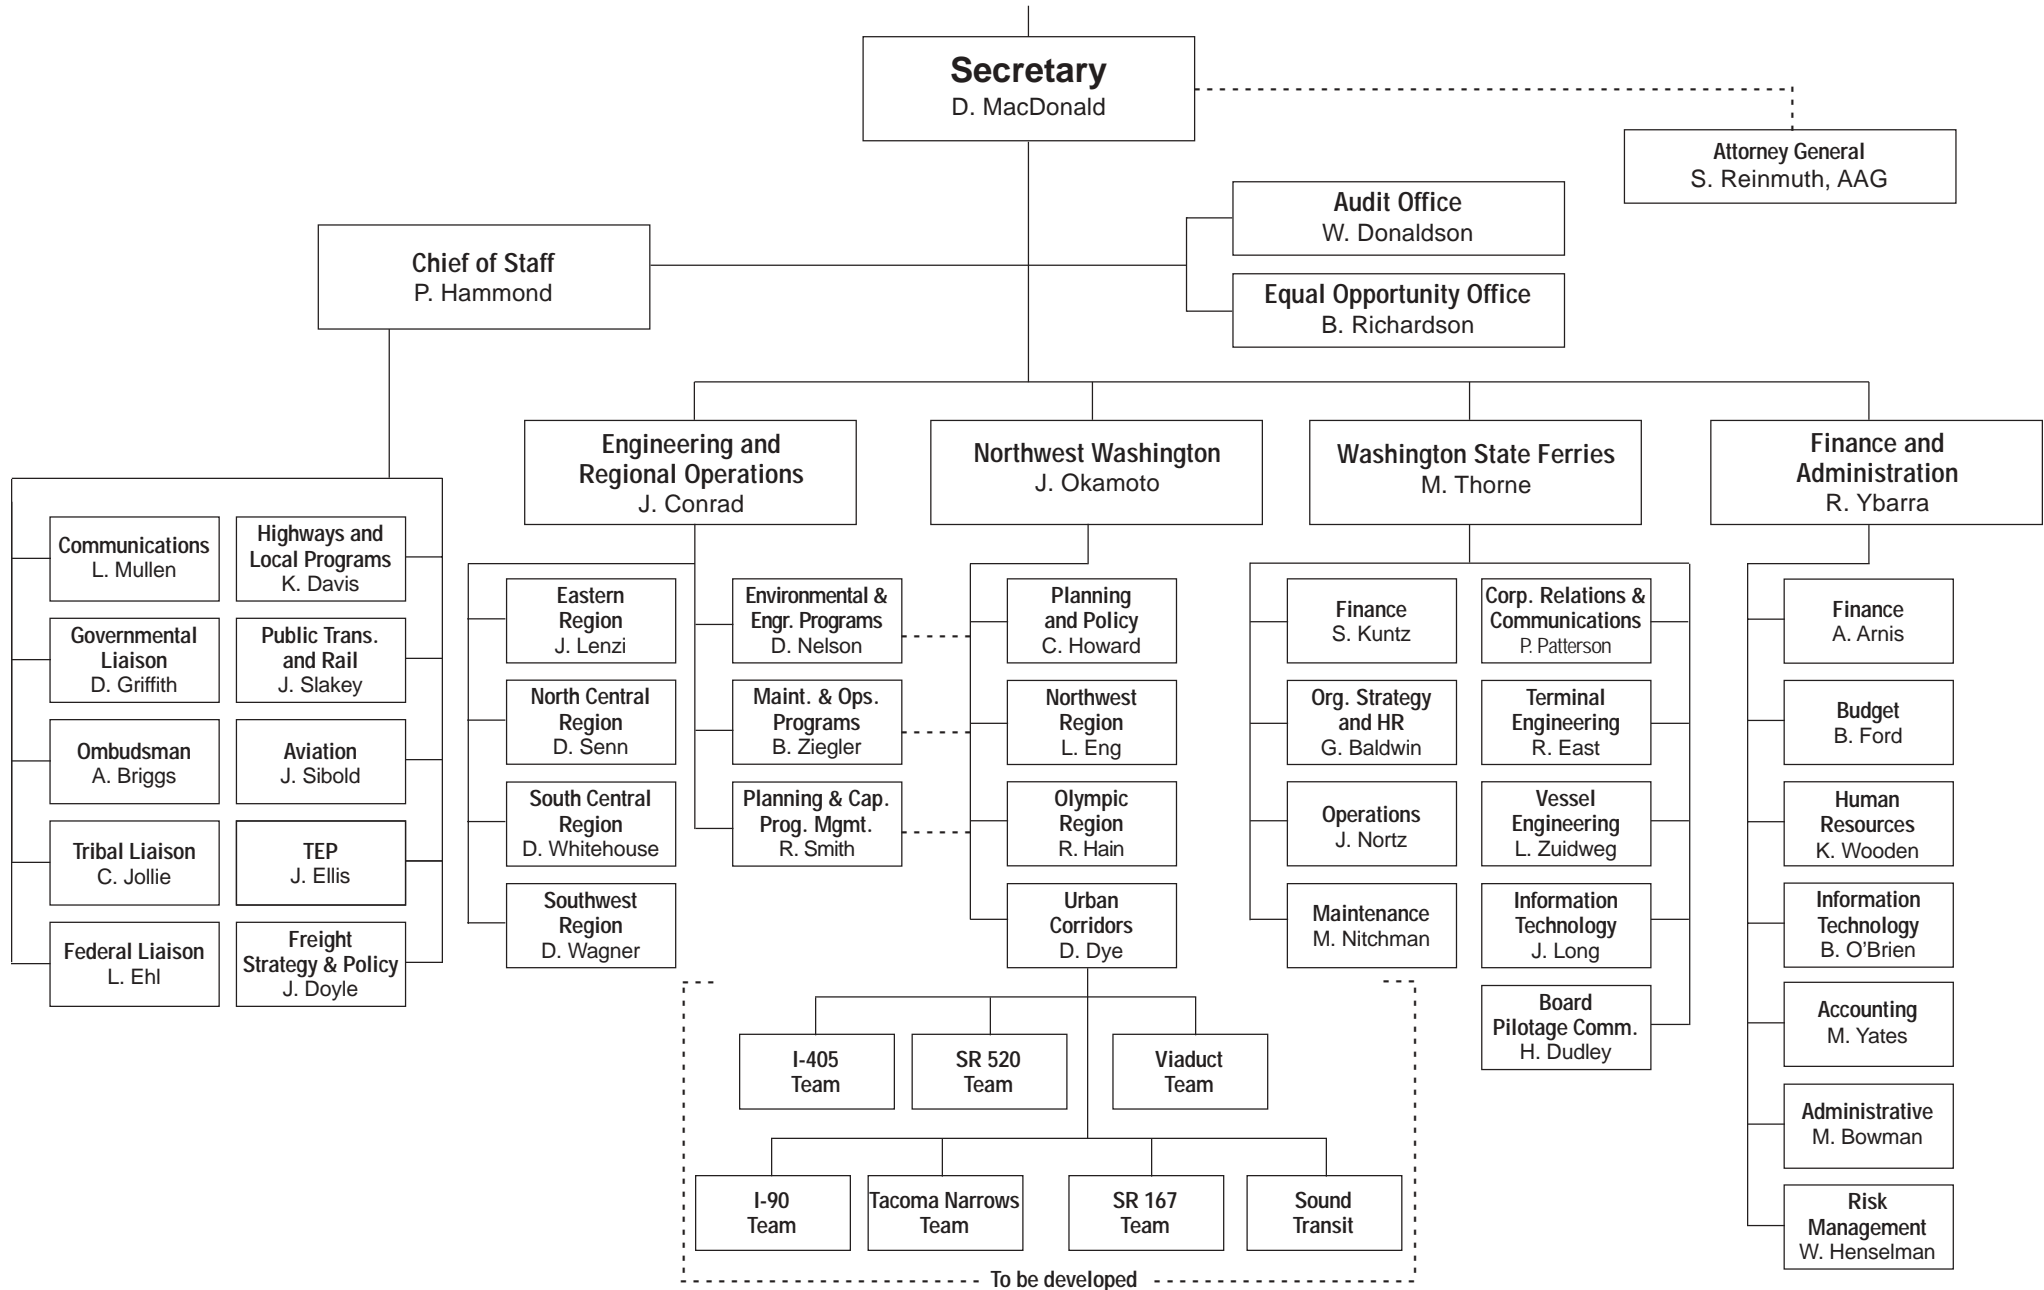 Secretary
D. MacDonald
Attorney General
S. Reinmuth, AAG
Audit Office
W. Donaldson
Chief of Staff
P. Hammond
Equal Opportunity Office
B. Richardson
Engineering and
Regional Operations
J. Conrad
Northwest Washington
J. Okamoto
Washington State Ferries
M. Thorne
Finance and
Administration
R. Ybarra
Communications
L. Mullen
Highways and
Local Programs
K. Davis
Governmental
Liaison
D. Griffith
Public Trans.
and Rail
J. Slakey
Ombudsman
A. Briggs
Aviation
J. Sibold
Tribal Liaison
C. Jollie
TEP
J. Ellis
Federal Liaison
L. Ehl
Freight
Strategy & Policy
J. Doyle
Eastern
Region
J. Lenzi
North Central
Region
D. Senn
South Central
Region
D. Whitehouse
Southwest
Region
D. Wagner
Environmental &
Engr. Programs
D. Nelson
Maint. & Ops.
Programs
B. Ziegler
Planning & Cap.
Prog. Mgmt.
R. Smith
Planning
and Policy
C. Howard
Northwest
Region
L. Eng
Olympic
Region
R. Hain
Urban
Corridors
D. Dye
Finance
S. Kuntz
Org. Strategy
and HR
G. Baldwin
Operations
J. Nortz
Maintenance
M. Nitchman
Corp. Relations &
Communications
P. Patterson
Terminal
Engineering
R. East
Vessel
Engineering
L. Zuidweg
Information
Technology
J. Long
Board
Pilotage Comm.
H. Dudley
Finance
A. Arnis
Budget
B. Ford
Human
Resources
K. Wooden
Information
Technology
B. O’Brien
Accounting
M. Yates
Administrative
M. Bowman
Risk
Management
W. Henselman
I-405
Team
SR 520
Team
Viaduct
Team
I-90
Team
Tacoma Narrows
Team
SR 167
Team
Sound
Transit
To be developed